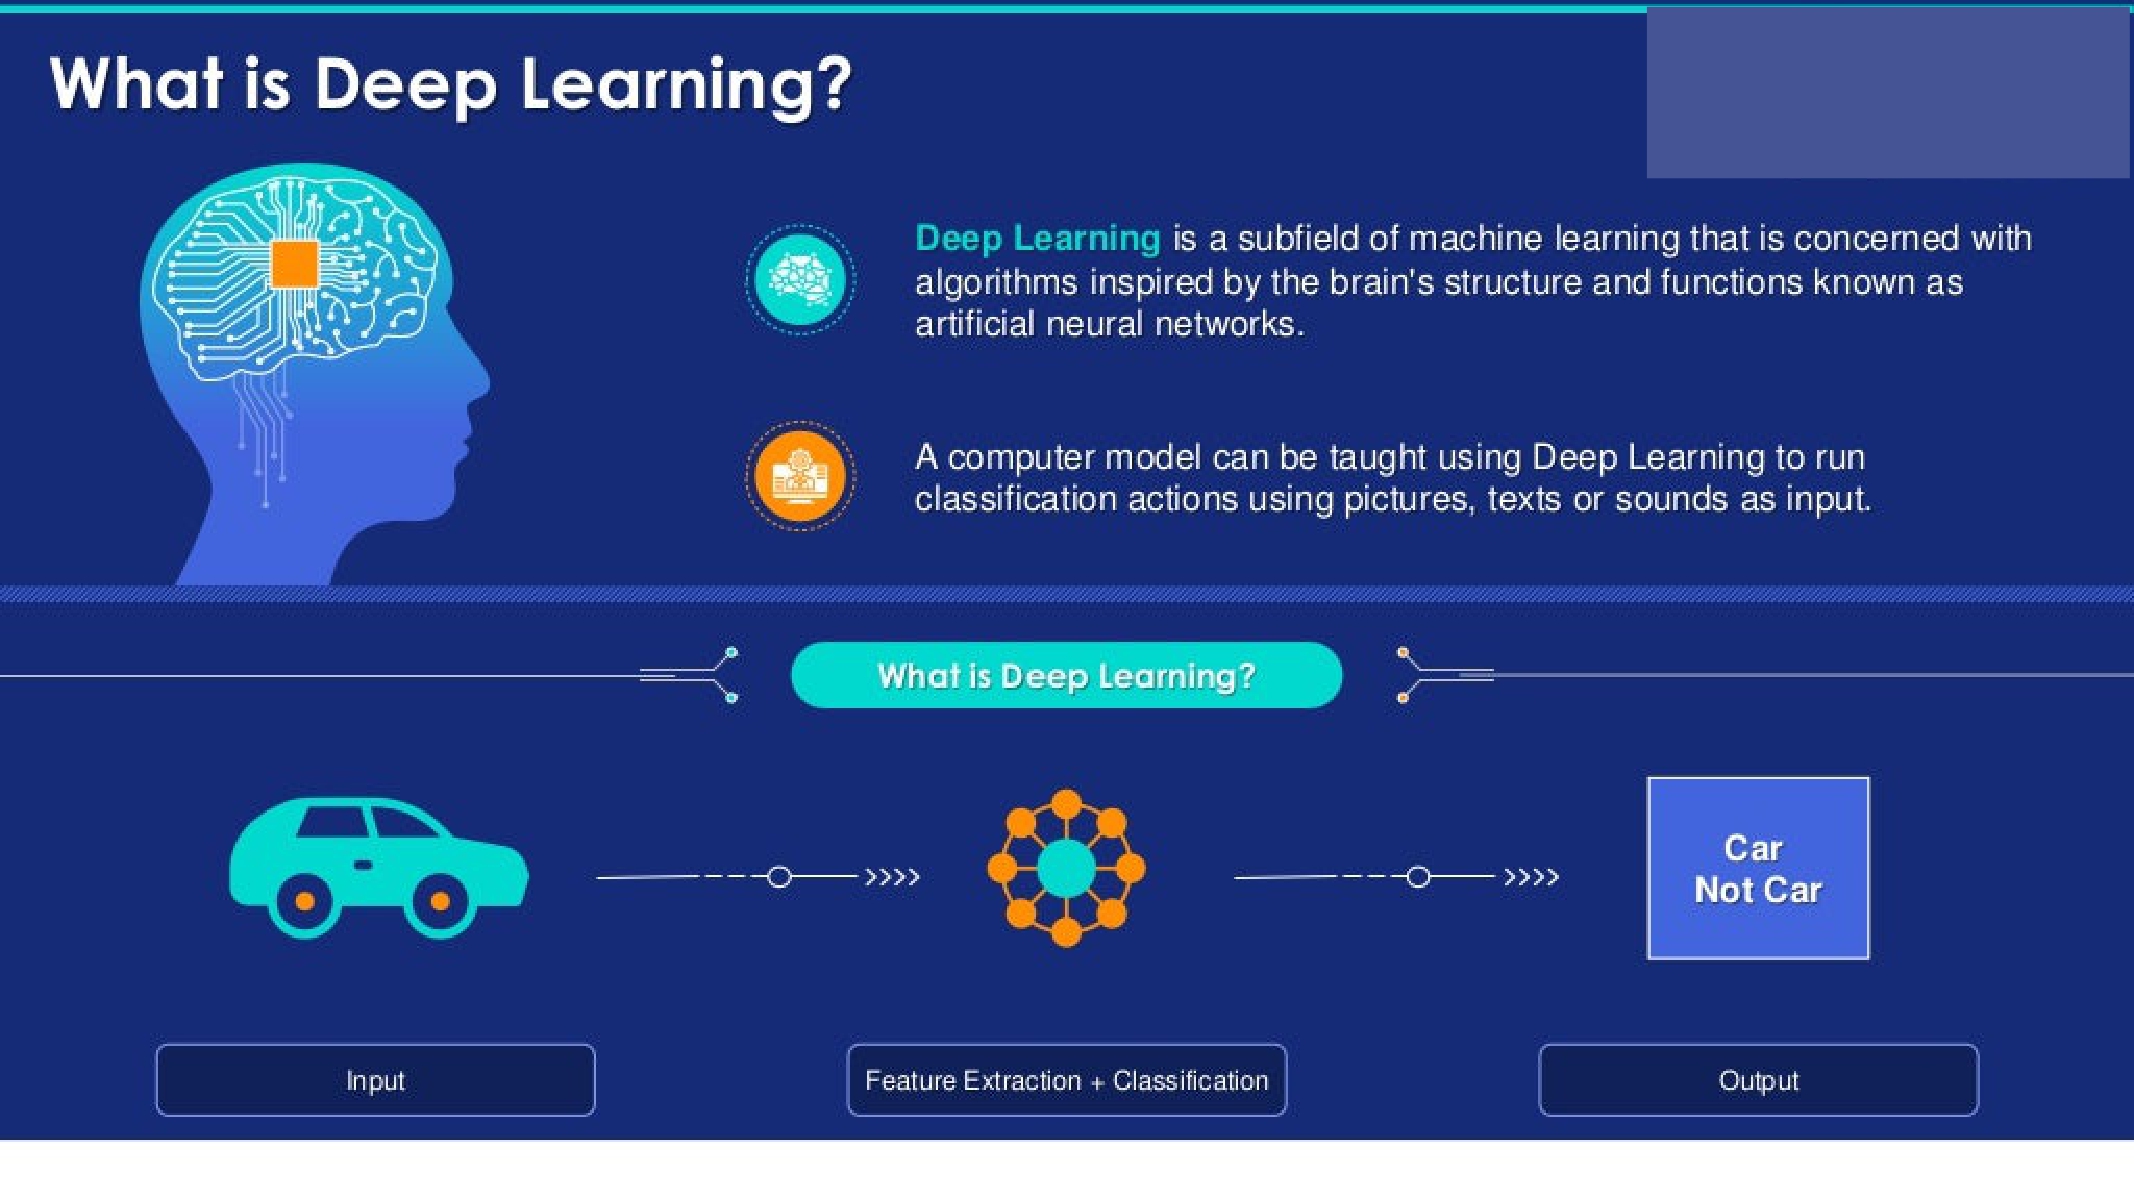 What is Deep Learning?
Deep Learning is a subfield of machine learning that is concerned with
algorithms inspired by the brain's structure and functions known as
artificial neural networks.
A computer model can be taught using Deep Learning to run
classification actions using pictures, texts or sounds as input.
What is Deep Learning?
Car
Not Car
Input
Feature Extraction + Classification
Output